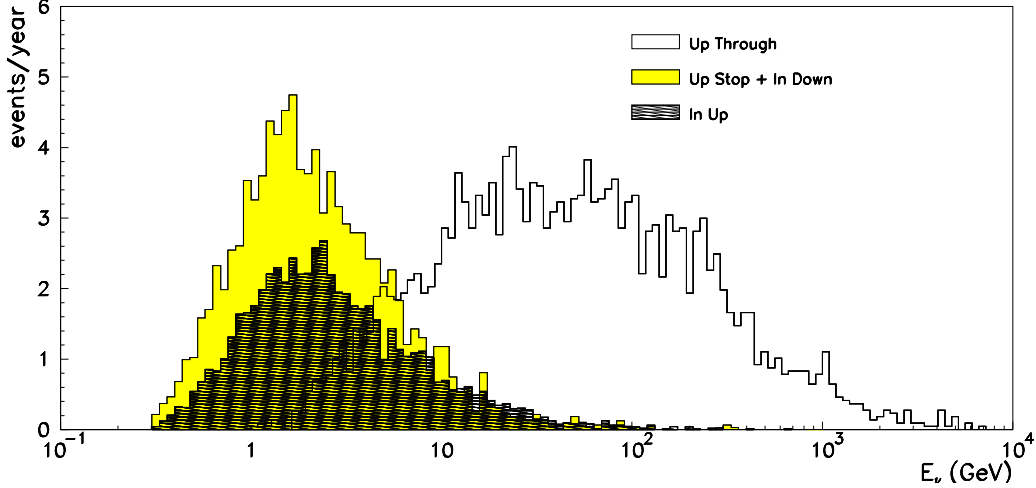 events/year
6
5
4
3
2
1
0
Up Through
Up Stop + In Down
In Up
10⁻¹ 1 10 10² 10³ 10⁴
Eᵥ (GeV)